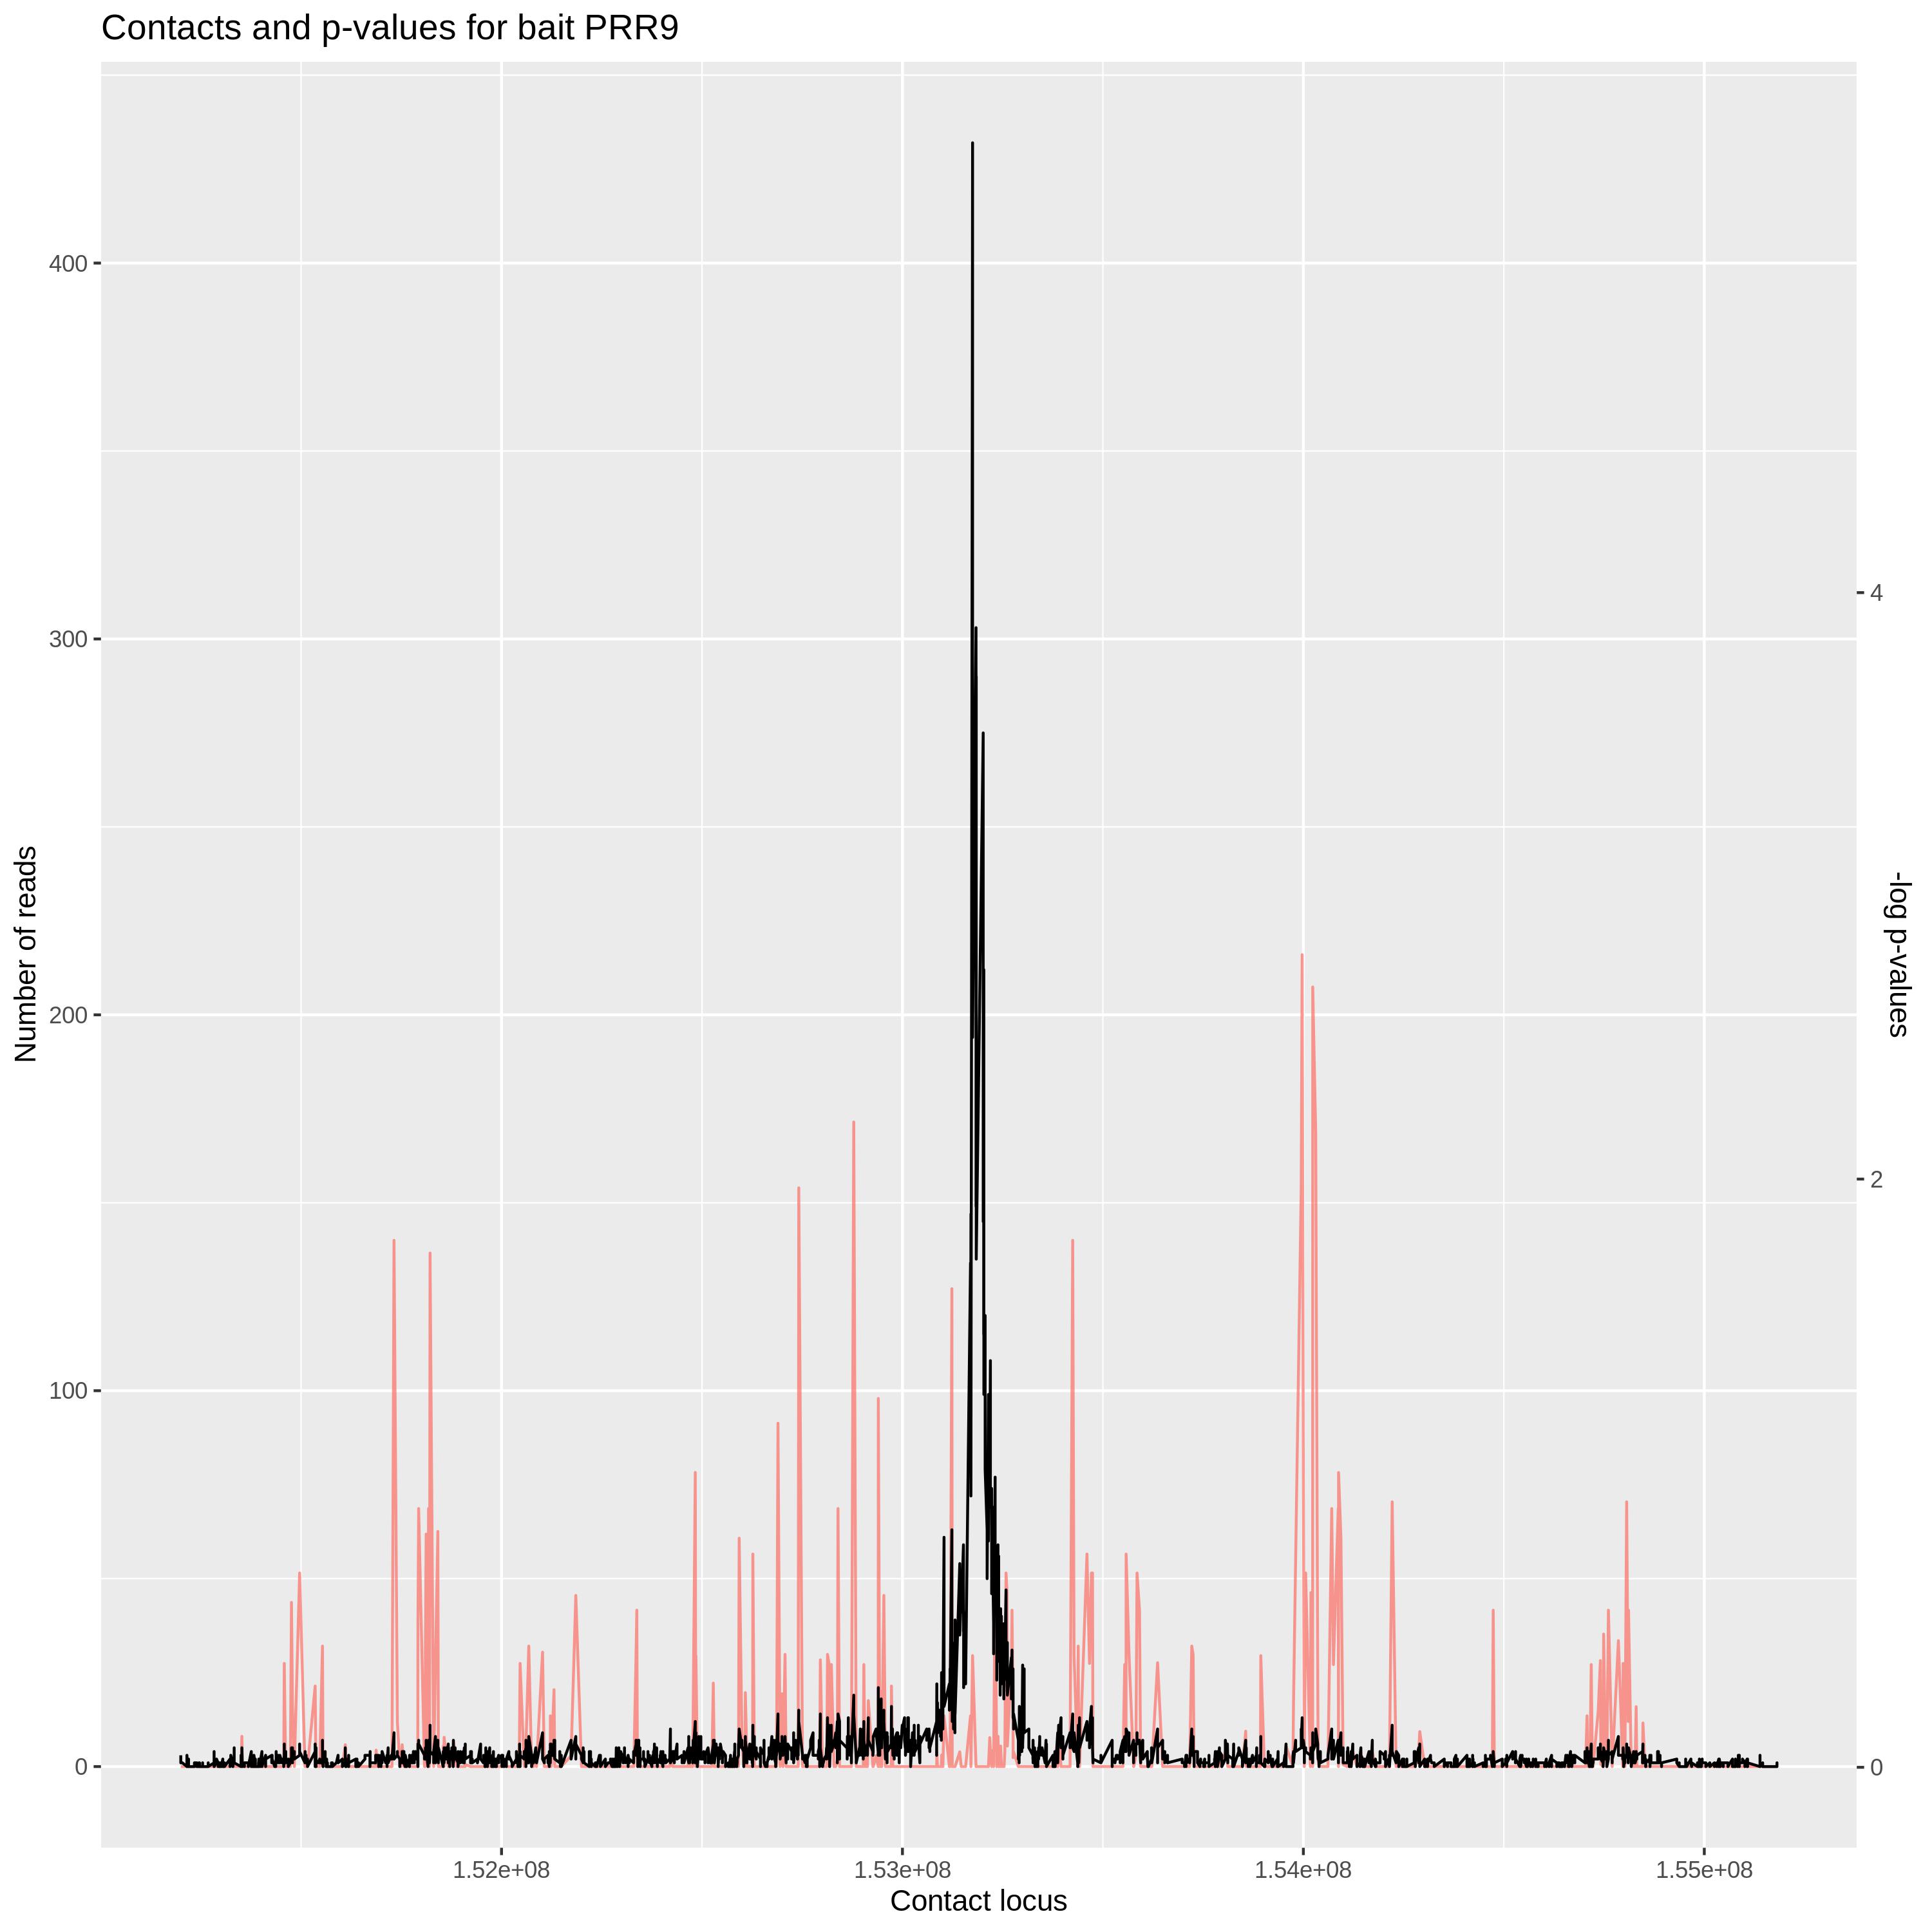 Contacts and p-values for bait PRR9
Number of reads
400
300
200
100
0
4
2
0
-log p-values
1.52e+08
1.53e+08
1.54e+08
1.55e+08
Contact locus